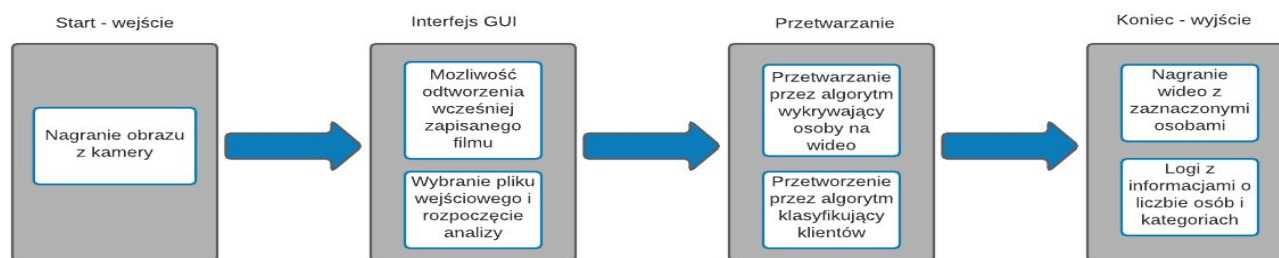 Start - wejście
Nagranie obrazu
z kamery
Interfejs GUI
Mozliwość
odtworzenia
wcześniej
zapisanego
filmu
Wybranie pliku
wejściowego i
rozpoczęcie
analizy
Przetwarzanie
Przetwarzanie
przez algorytm
wykrywający
osoby na
wideo
Przetworzenie
przez algorytm
klasyfikujący
klientów
Koniec - wyjście
Nagranie
wideo z
zaznaczonymi
osobami
Logi z
informacjami o
liczbie osób i
kategoriach